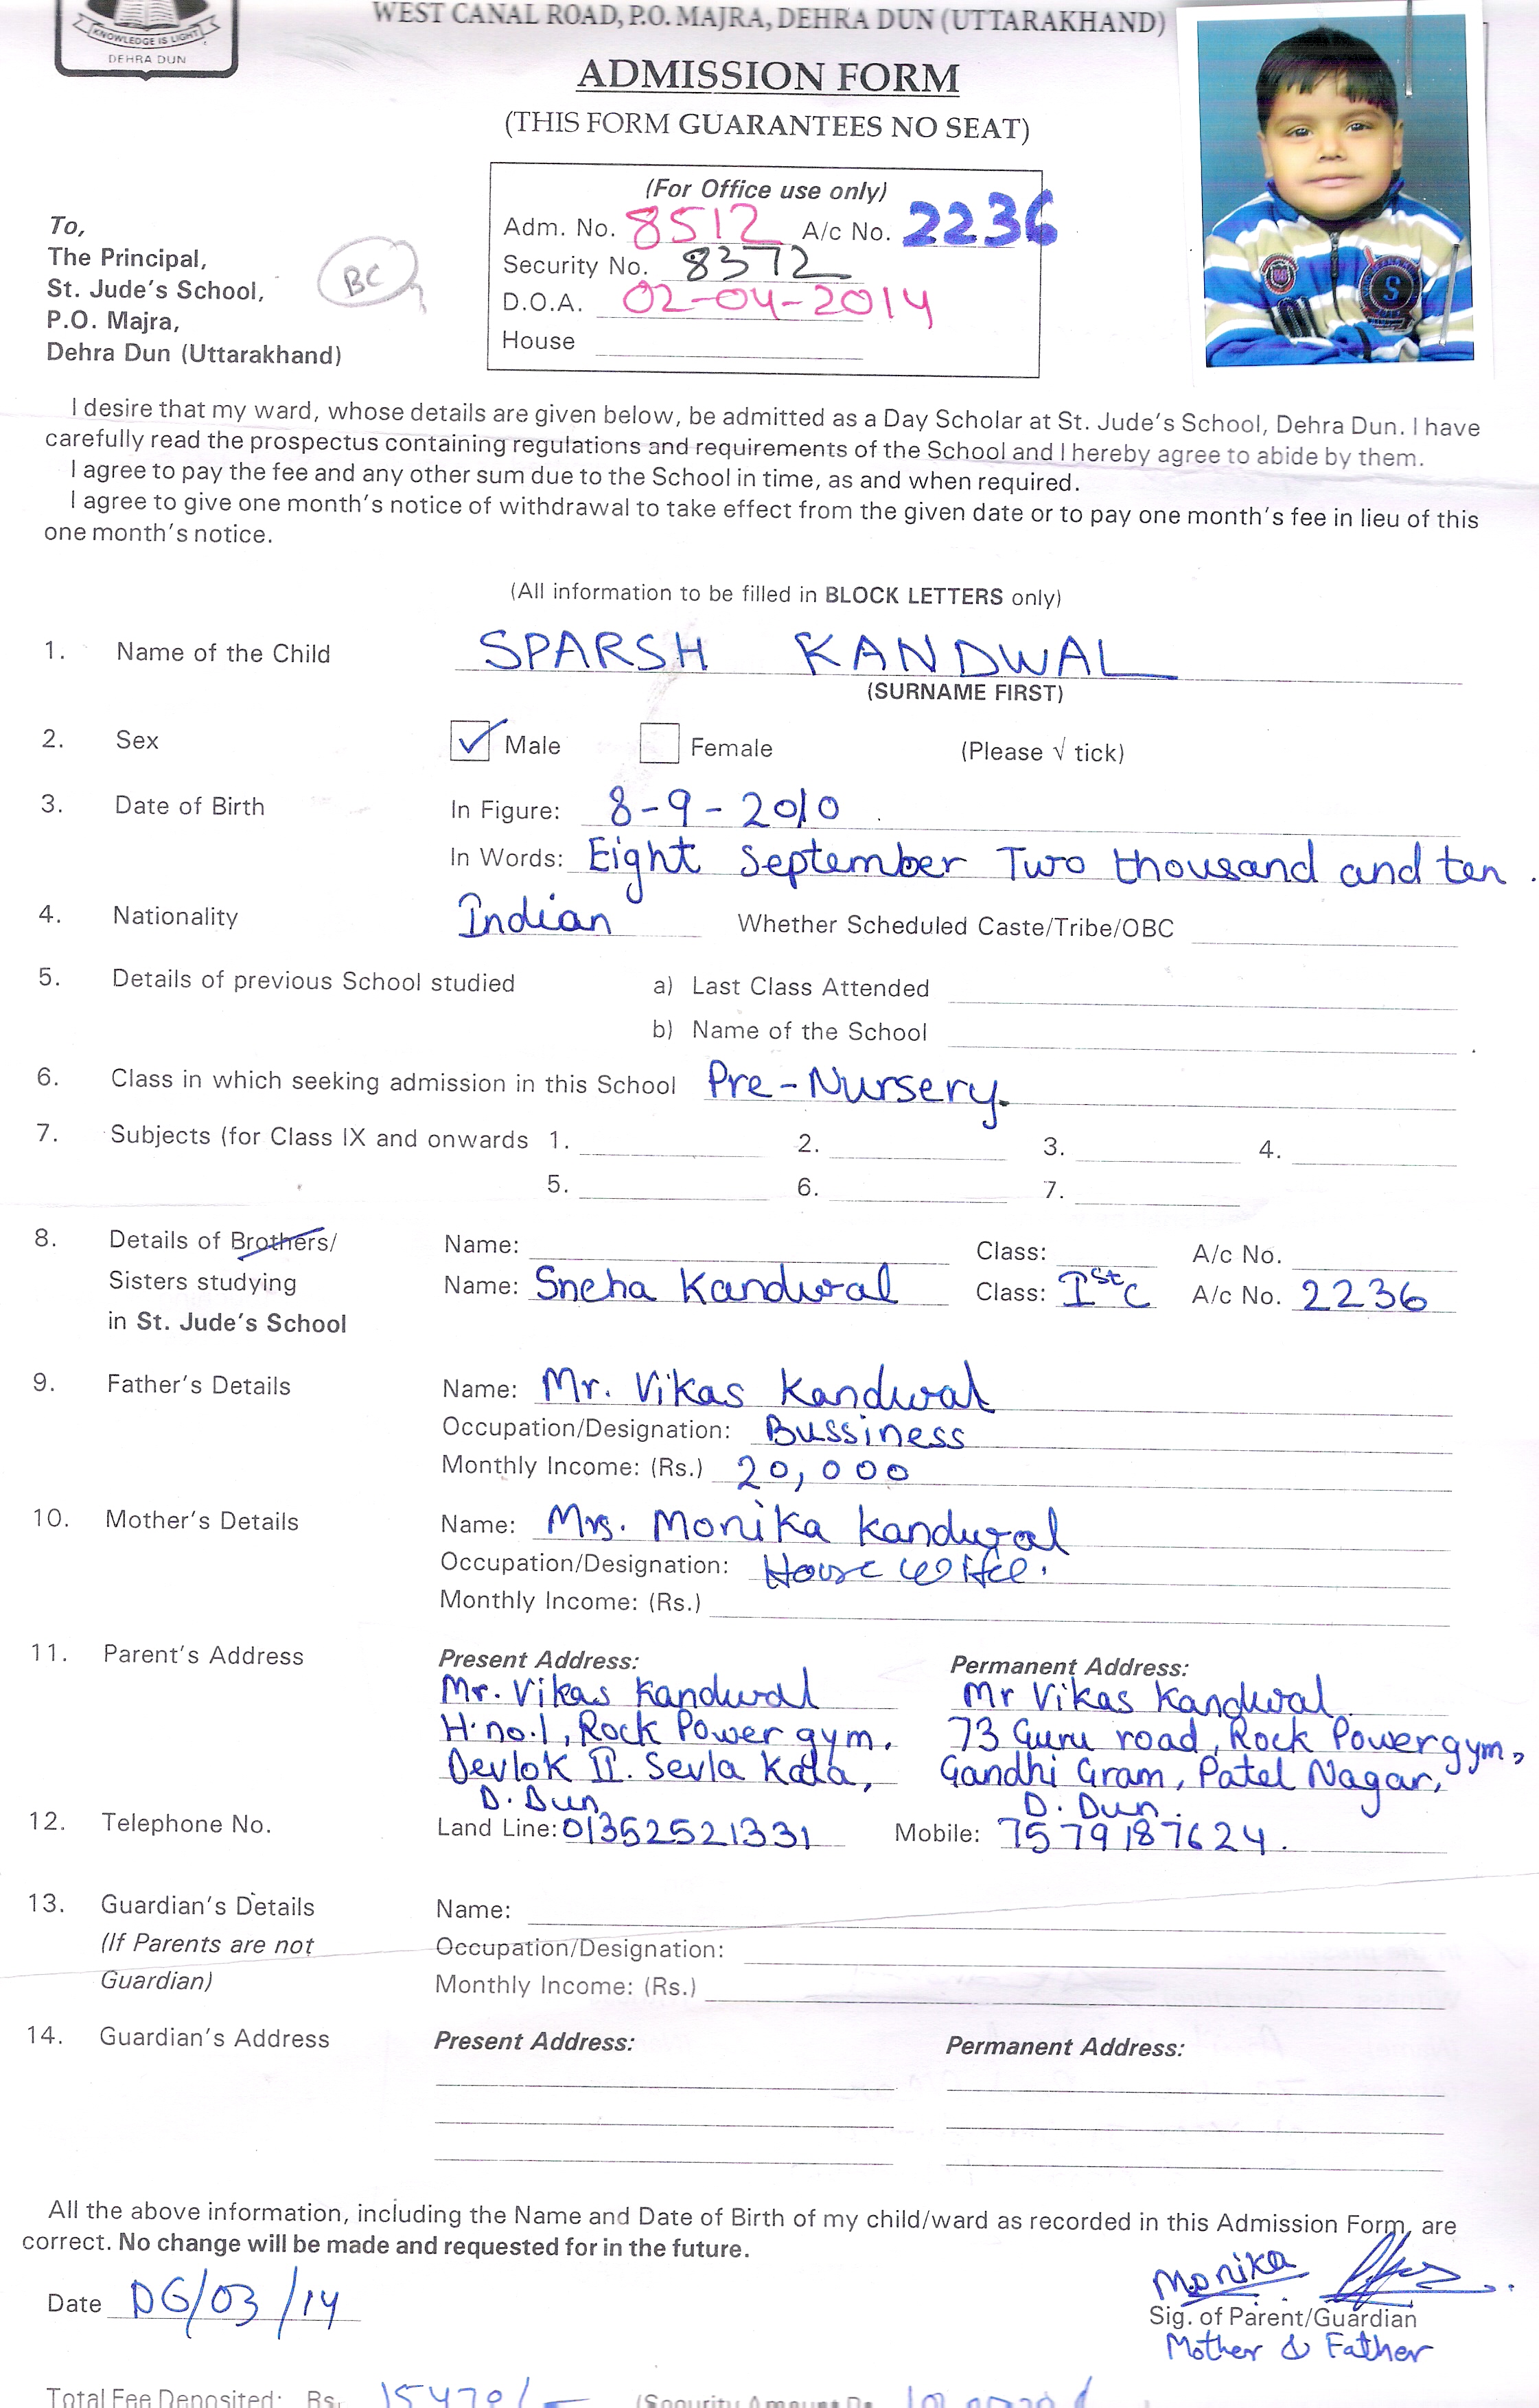 WEST CANAL ROAD, P.O. MAJRA, DEHRA DUN (UTTARAKHAND)
KNOWLEDGE IS LIGHT
DEHRA DUN
ADMISSION FORM
(THIS FORM GUARANTEES NO SEAT)
(For Office use only)
Adm. No. 8512 A/c No. 2236
Security No. 8372
D.O.A. 02-04-2014
House
To,
The Principal,
St. Jude's School,
P.O. Majra,
Dehra Dun (Uttarakhand)
BC
I desire that my ward, whose details are given below, be admitted as a Day Scholar at St. Jude's School, Dehra Dun. I have
carefully read the prospectus containing regulations and requirements of the School and I hereby agree to abide by them.
I agree to pay the fee and any other sum due to the School in time, as and when required.
I agree to give one month's notice of withdrawal to take effect from the given date or to pay one month's fee in lieu of this
one month's notice.
(All information to be filled in BLOCK LETTERS only)
1. Name of the Child SPARSH KANDWAL
(SURNAME FIRST)
2. Sex ✓ Male Female (Please √ tick)
3. Date of Birth In Figure: 8-9-2010
In Words: Eight September Two thousand and ten.
4. Nationality Indian Whether Scheduled Caste/Tribe/OBC
5. Details of previous School studied a) Last Class Attended
b) Name of the School
6. Class in which seeking admission in this School Pre-Nursery.
7. Subjects (for Class IX and onwards 1. 2. 3. 4.
5. 6. 7.
8. Details of Brothers/ Name: Class: A/c No.
Sisters studying Name: Sneha Kandwal Class: Ist C A/c No. 2236
in St. Jude's School
9. Father's Details Name: Mr. Vikas Kandwal
Occupation/Designation: Bussiness
Monthly Income: (Rs.) 20,000
10. Mother's Details Name: Mrs. Monika Kandwal
Occupation/Designation: House Wife.
Monthly Income: (Rs.)
11. Parent's Address Present Address: Permanent Address:
Mr. Vikas Kandwal Mr Vikas Kandwal
H.no.1, Rock Power gym, 73 Guru road, Rock Power gym,
Devlok II. Sevla Kala, Gandhi Gram, Patel Nagar,
D. Dun D. Dun.
12. Telephone No. Land Line: 01352521331 Mobile: 7579187624.
13. Guardian's Details Name:
(If Parents are not Occupation/Designation:
Guardian) Monthly Income: (Rs.)
14. Guardian's Address Present Address: Permanent Address:
All the above information, including the Name and Date of Birth of my child/ward as recorded in this Admission Form, are
correct. No change will be made and requested for in the future.
Monika
Date 06/03/14
Sig. of Parent/Guardian
Mother & Father
Total Fee Deposited: Rs.